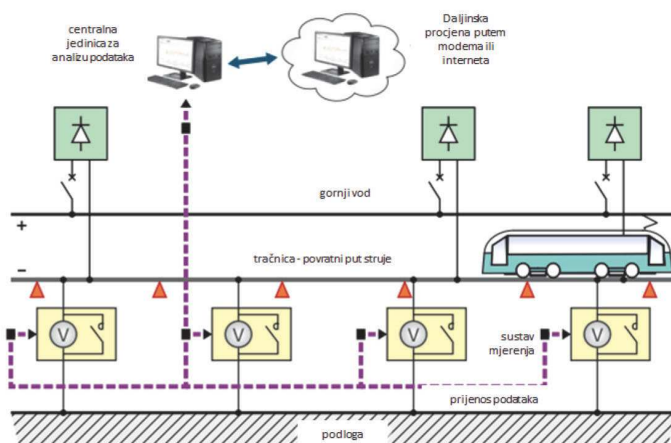 centralna
jedinica za
analizu podataka
Daljinska
procjena putem
modema ili
interneta
gornji vod
+
tračnica - povratni put struje
−
V
V
V
V
sustav
mjerenja
prijenos podataka
podloga